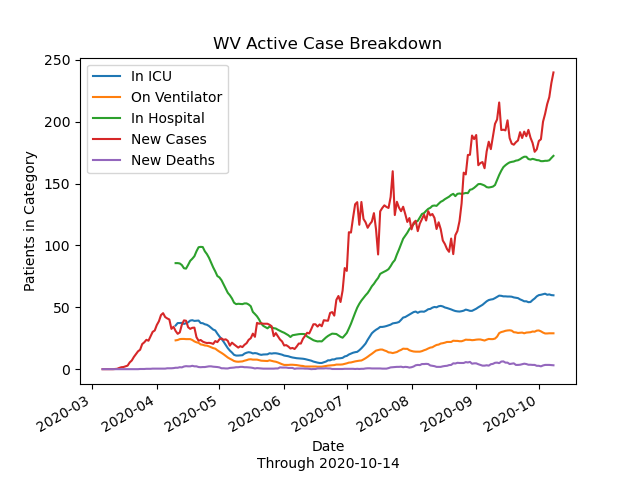 WV Active Case Breakdown
250
200
150
100
50
0
Patients in Category
In ICU
On Ventilator
In Hospital
New Cases
New Deaths
2020-03
2020-04
2020-05
2020-06
2020-07
2020-08
2020-09
2020-10
Date
Through 2020-10-14